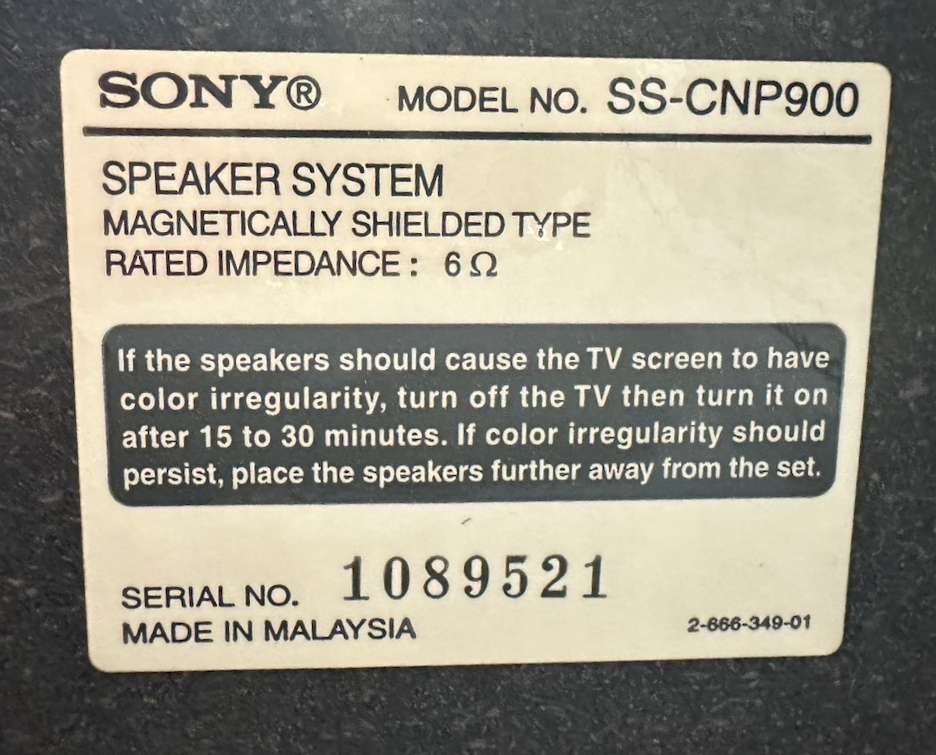 SONY® MODEL NO. SS-CNP900
SPEAKER SYSTEM
MAGNETICALLY SHIELDED TYPE
RATED IMPEDANCE : 6 Ω
If the speakers should cause the TV screen to have
color irregularity, turn off the TV then turn it on
after 15 to 30 minutes. If color irregularity should
persist, place the speakers further away from the set.
SERIAL NO. 1089521
MADE IN MALAYSIA 2-666-349-01